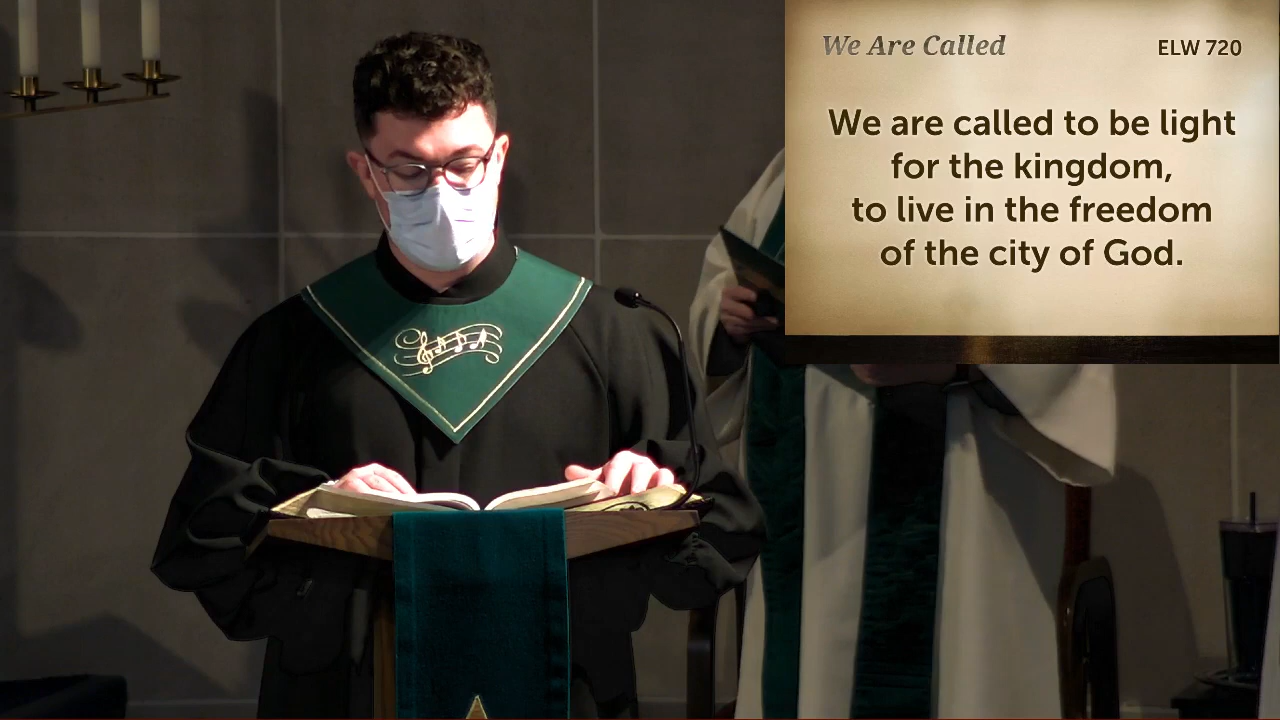 We Are Called
ELW 720
We are called to be light
for the kingdom,
to live in the freedom
of the city of God.